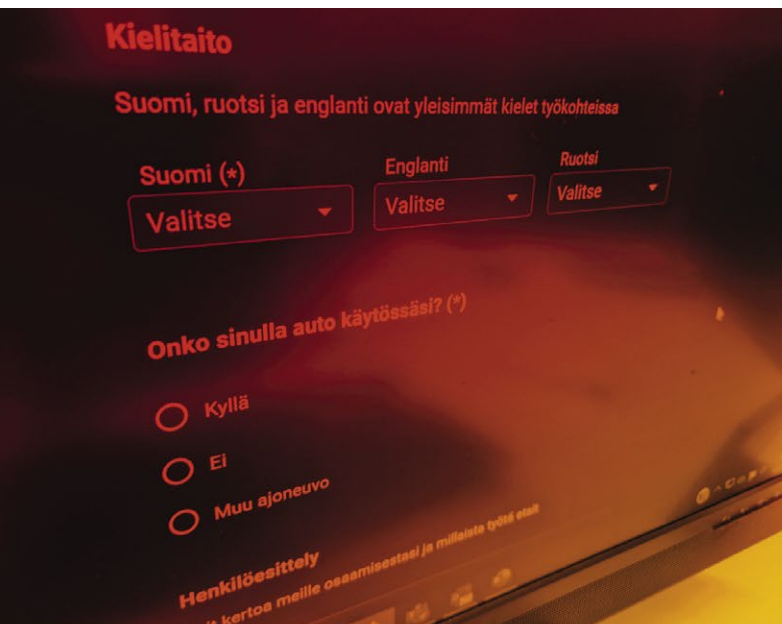 Kielitaito
Suomi, ruotsi ja englanti ovat yleisimmät kielet työkohteissa
Suomi (*)
Englanti
Ruotsi
Valitse
Valitse
Valitse
Onko sinulla auto käytössäsi? (*)
Kyllä
Ei
Muu ajoneuvo
Henkilöesittely
kertoa meille osaamisestasi ja millaista työtä etsit